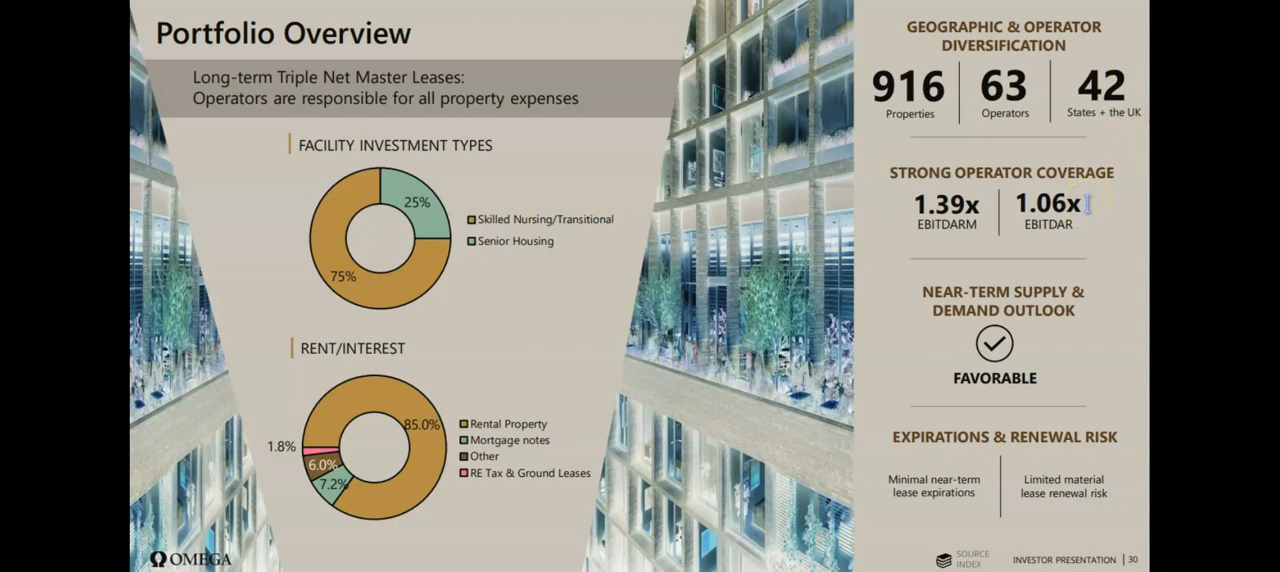 Portfolio Overview
Long-term Triple Net Master Leases:
Operators are responsible for all property expenses
FACILITY INVESTMENT TYPES
25%
75%
Skilled Nursing/Transitional
Senior Housing
RENT/INTEREST
85.0%
1.8%
6.0%
7.2%
Rental Property
Mortgage notes
Other
RE Tax & Ground Leases
OMEGA
GEOGRAPHIC & OPERATOR
DIVERSIFICATION
916
Properties
63
Operators
42
States + the UK
STRONG OPERATOR COVERAGE
1.39x
EBITDARM
1.06x
EBITDAR
NEAR-TERM SUPPLY &
DEMAND OUTLOOK
FAVORABLE
EXPIRATIONS & RENEWAL RISK
Minimal near-term
lease expirations
Limited material
lease renewal risk
SOURCE
INDEX
INVESTOR PRESENTATION | 30